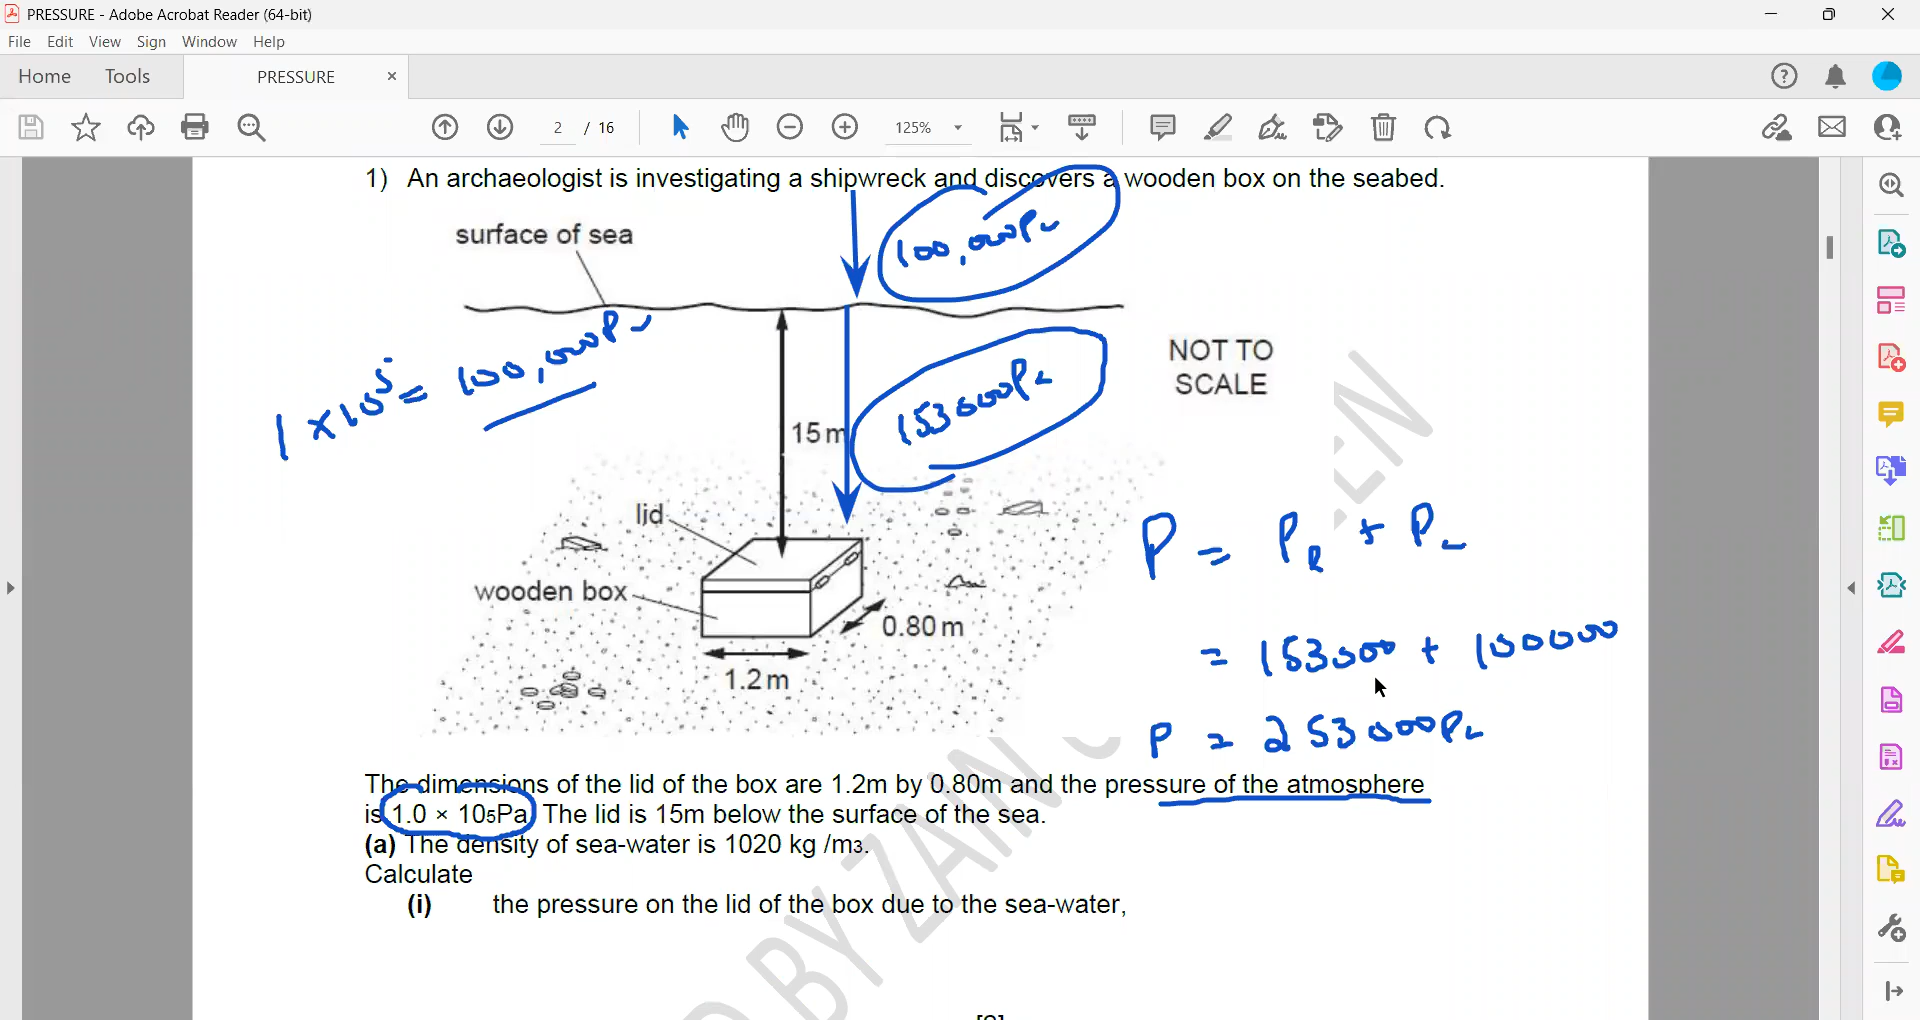 PRESSURE - Adobe Acrobat Reader (64-bit)
File Edit View Sign Window Help
Home Tools PRESSURE ×
2 / 16 125%
1) An archaeologist is investigating a shipwreck and discovers a wooden box on the seabed.
surface of sea
100,000Pa
1 × 10⁵ = 100,000Pa
NOT TO
SCALE
153000Pa
15m
lid
wooden box
0.80m
1.2m
P =
= 153000 + 100000
P = 253000Pa
The dimensions of the lid of the box are 1.2m by 0.80m and the pressure of the atmosphere
is 1.0 × 105Pa. The lid is 15m below the surface of the sea.
(a) The density of sea-water is 1020 kg /m3.
Calculate
(i) the pressure on the lid of the box due to the sea-water,
BY ZAIN